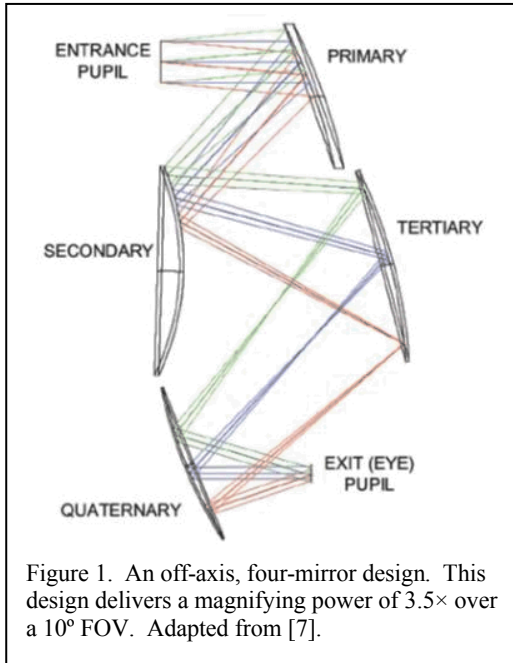 ENTRANCE
PUPIL
PRIMARY
SECONDARY
TERTIARY
EXIT (EYE)
PUPIL
QUATERNARY
Figure 1.  An off-axis, four-mirror design.  This
design delivers a magnifying power of 3.5× over
a 10º FOV.  Adapted from [7].